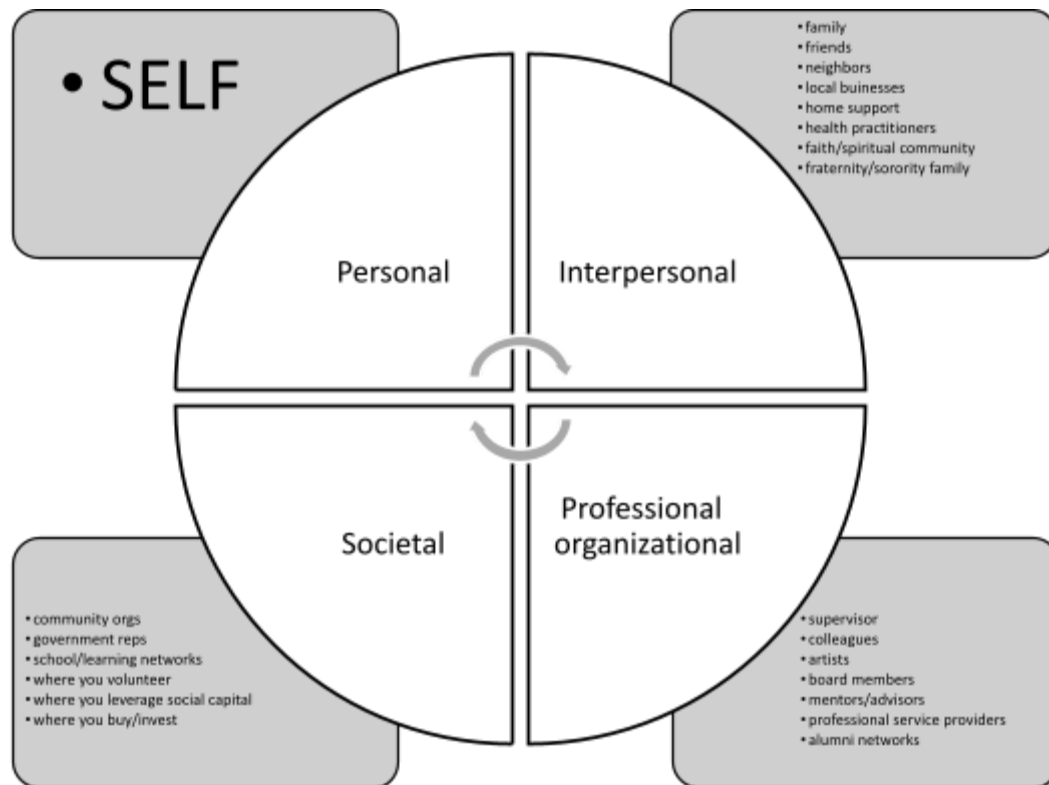 • SELF
• family
• friends
• neighbors
• local buinesses
• home support
• health practitioners
• faith/spiritual community
• fraternity/sorority family
Personal
Interpersonal
Societal
Professional
organizational
• community orgs
• government reps
• school/learning networks
• where you volunteer
• where you leverage social capital
• where you buy/invest
• supervisor
• colleagues
• artists
• board members
• mentors/advisors
• professional service providers
• alumni networks